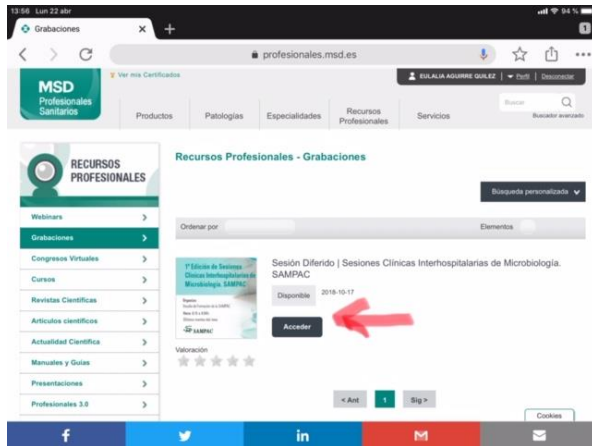 13:56 Lun 22 abr
94 %
Grabaciones
1
profesionales.msd.es
Ver mis Certificados
EULALIA AGUIRRE QUILEZ
Perfil
Desconectar
MSD
Profesionales
Sanitarios
Productos
Patologías
Especialidades
Recursos
Profesionales
Servicios
Buscar
Buscador avanzado
RECURSOS
PROFESIONALES
Webinars
Grabaciones
Congresos Virtuales
Cursos
Revistas Científicas
Artículos científicos
Actualidad Científica
Manuales y Guías
Presentaciones
Profesionales 3.0
Recursos Profesionales - Grabaciones
Búsqueda personalizada
Ordenar por
Elementos
1ª Edición de Sesiones
Clínicas Interhospitalarias de
Microbiología. SAMPAC
SAMPAC
Valoración
Sesión Diferido | Sesiones Clínicas Interhospitalarias de Microbiología.
SAMPAC
Disponible 2018-10-17
Acceder
< Ant 1 Sig >
Cookies